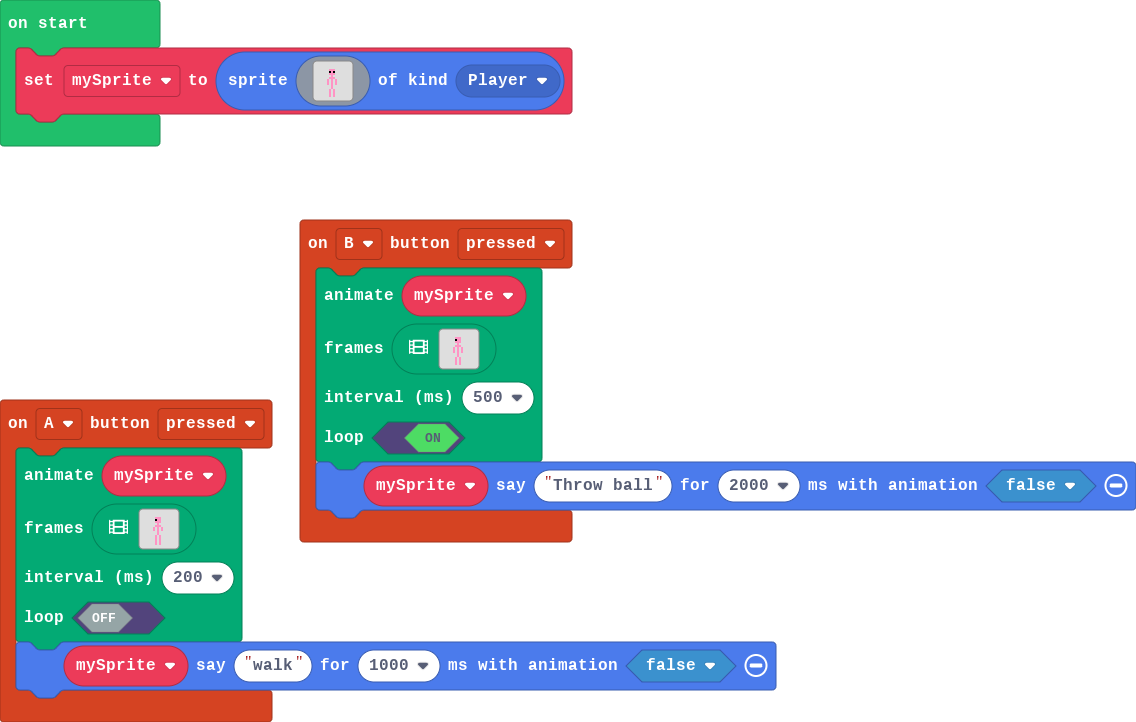 on start
set mySprite to sprite of kind Player
on B button pressed
animate mySprite
frames
interval (ms) 500
loop ON
mySprite say "Throw ball" for 2000 ms with animation false
on A button pressed
animate mySprite
frames
interval (ms) 200
loop OFF
mySprite say "walk" for 1000 ms with animation false